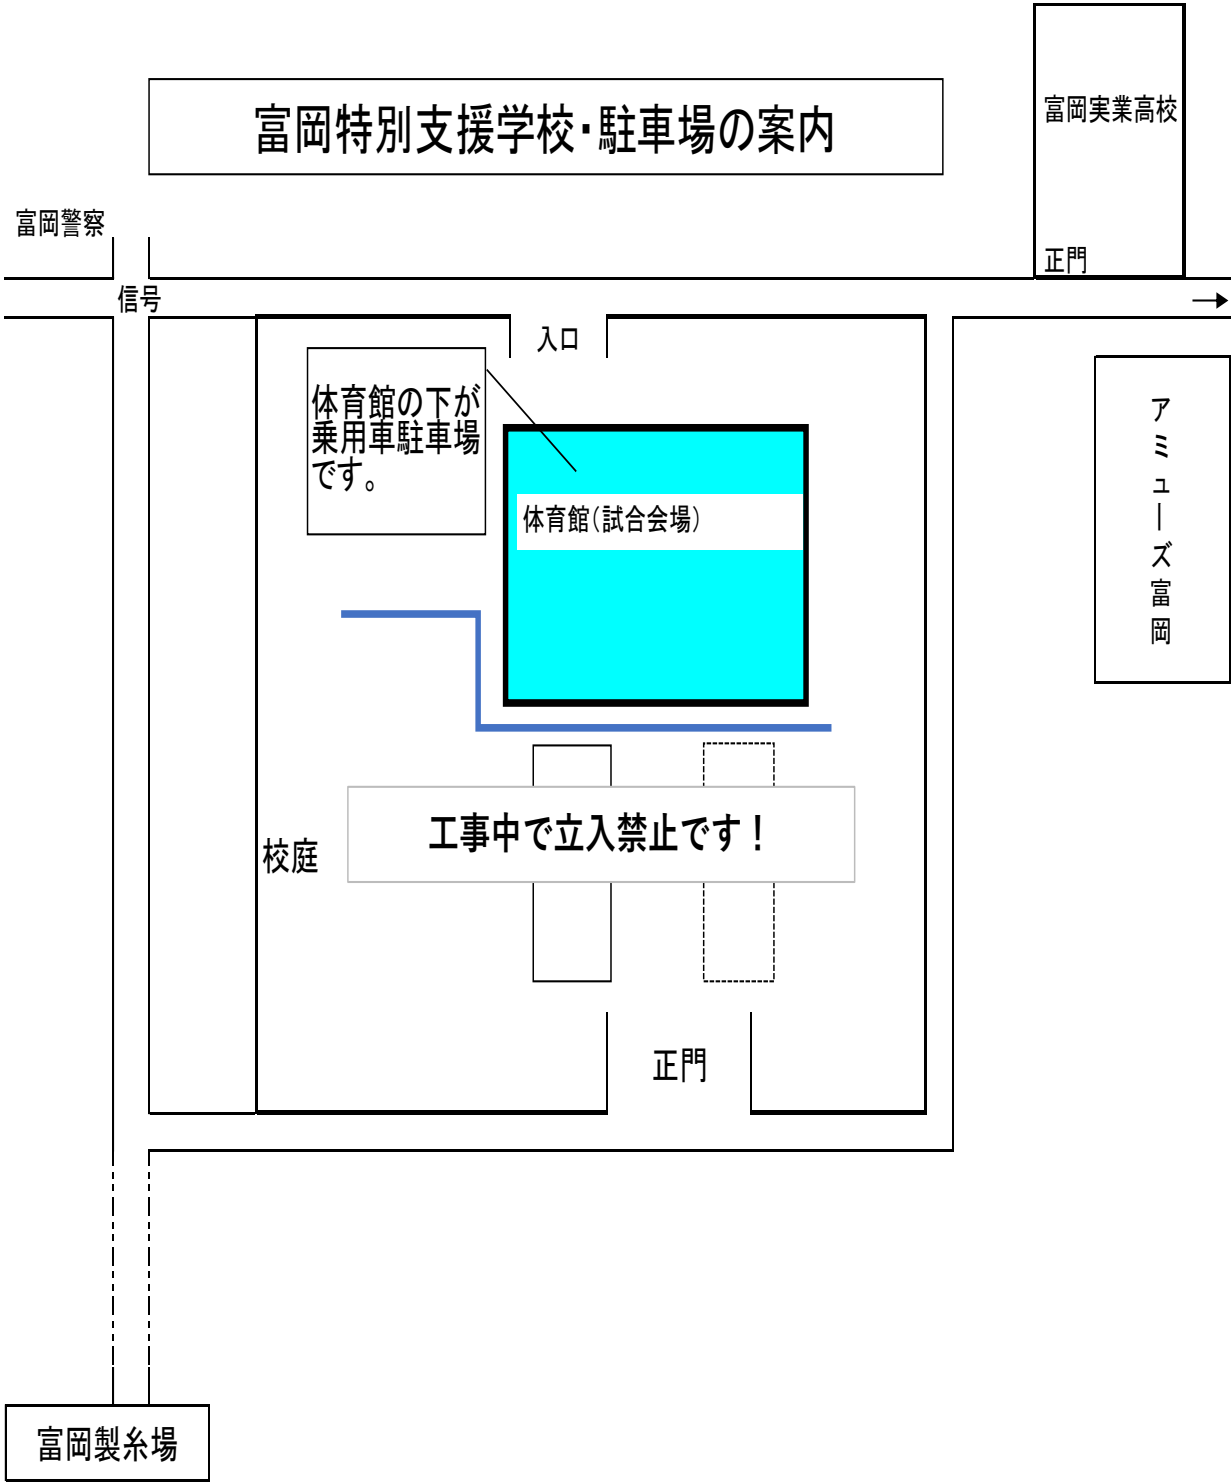 富岡実業高校
富岡特別支援学校・駐車場の案内
富岡警察
正門
信号
→
入口
体育館の下が
乗用車駐車場
です。
アミューズ富岡
体育館(試合会場)
工事中で立入禁止です！
校庭
正門
富岡製糸場